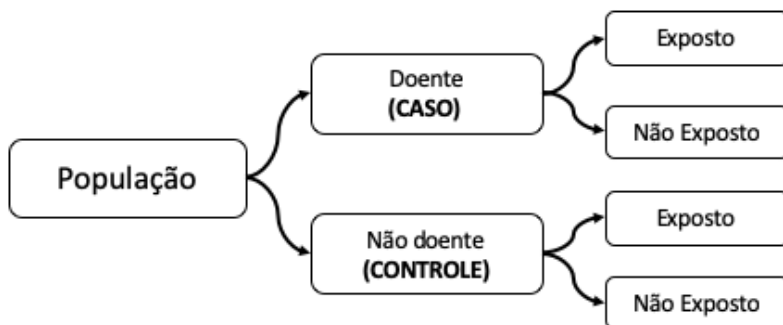 População
Doente
(CASO)
Exposto
Não Exposto
Não doente
(CONTROLE)
Exposto
Não Exposto